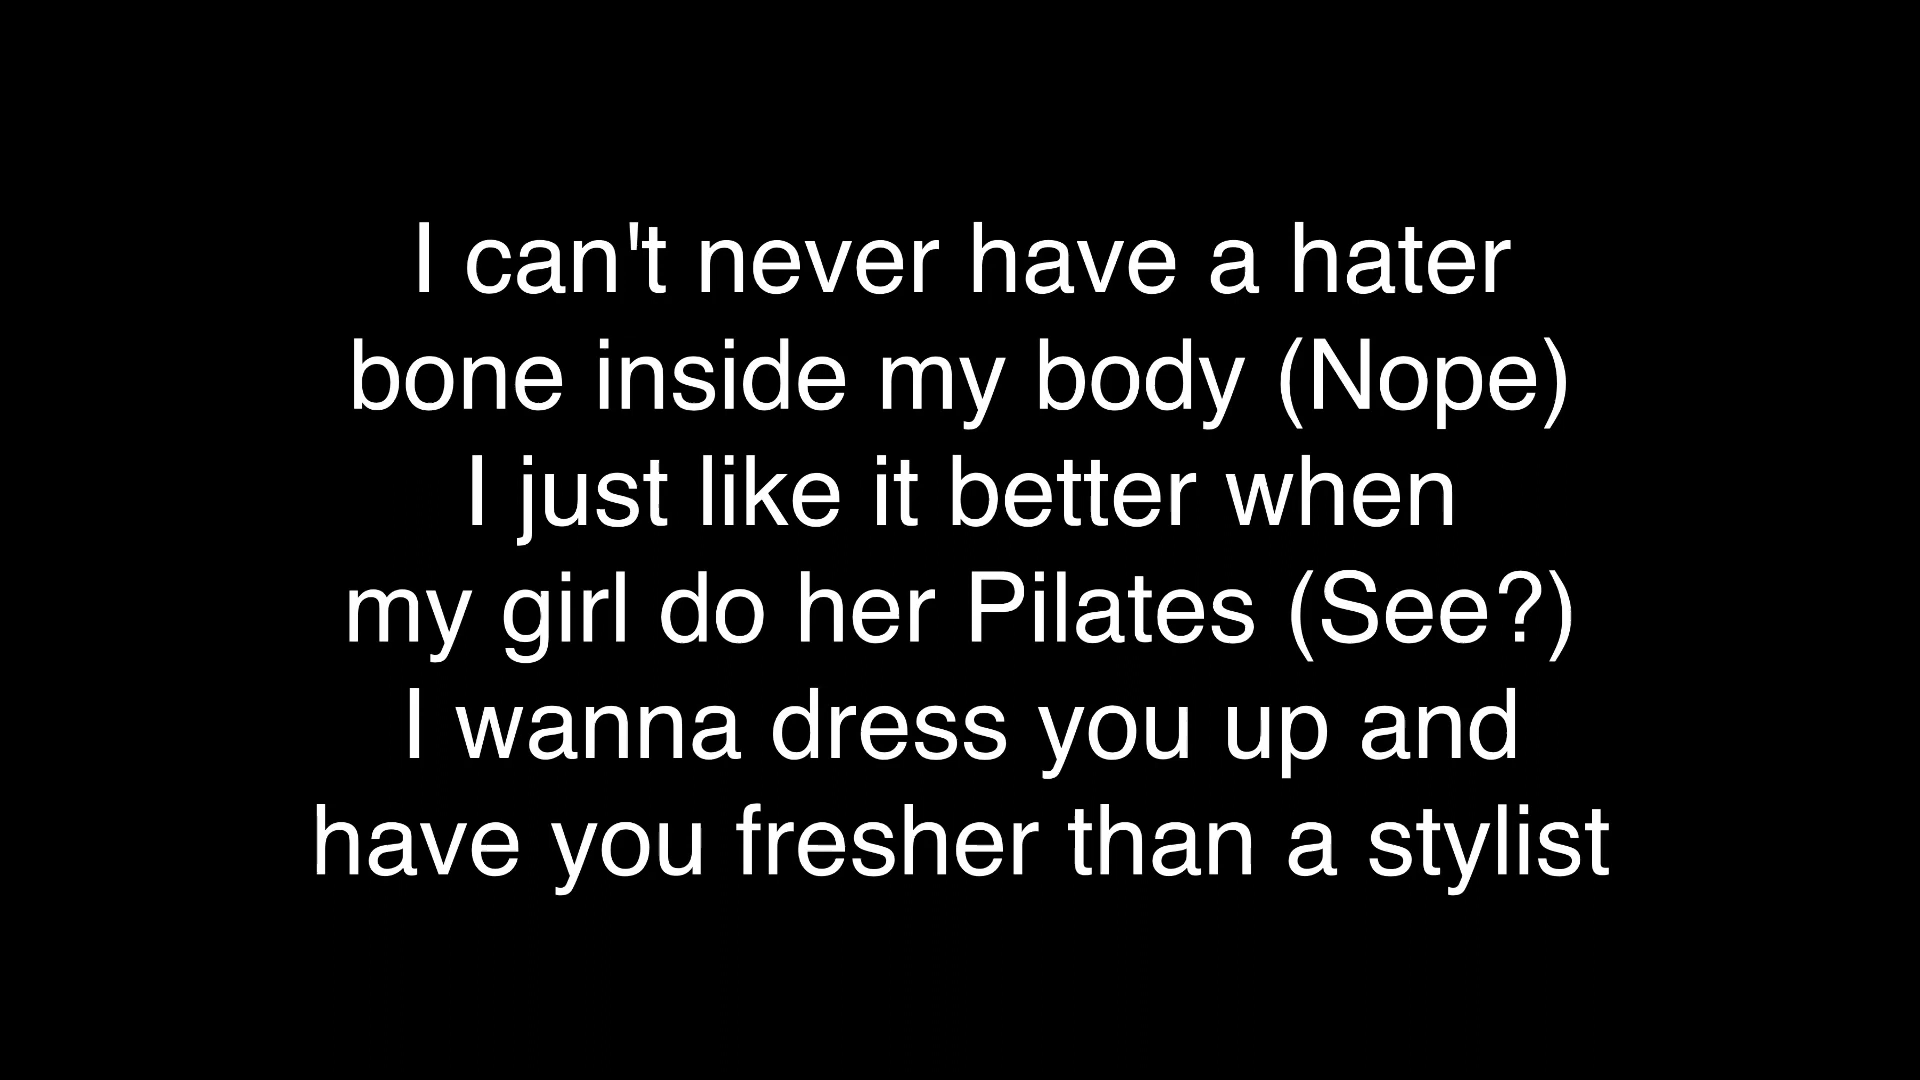 I can't never have a hater
bone inside my body (Nope)
I just like it better when
my girl do her Pilates (See?)
I wanna dress you up and
have you fresher than a stylist